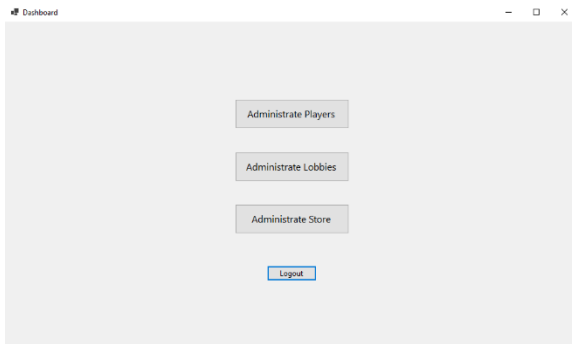 Dashboard
Administrate Players
Administrate Lobbies
Administrate Store
Logout